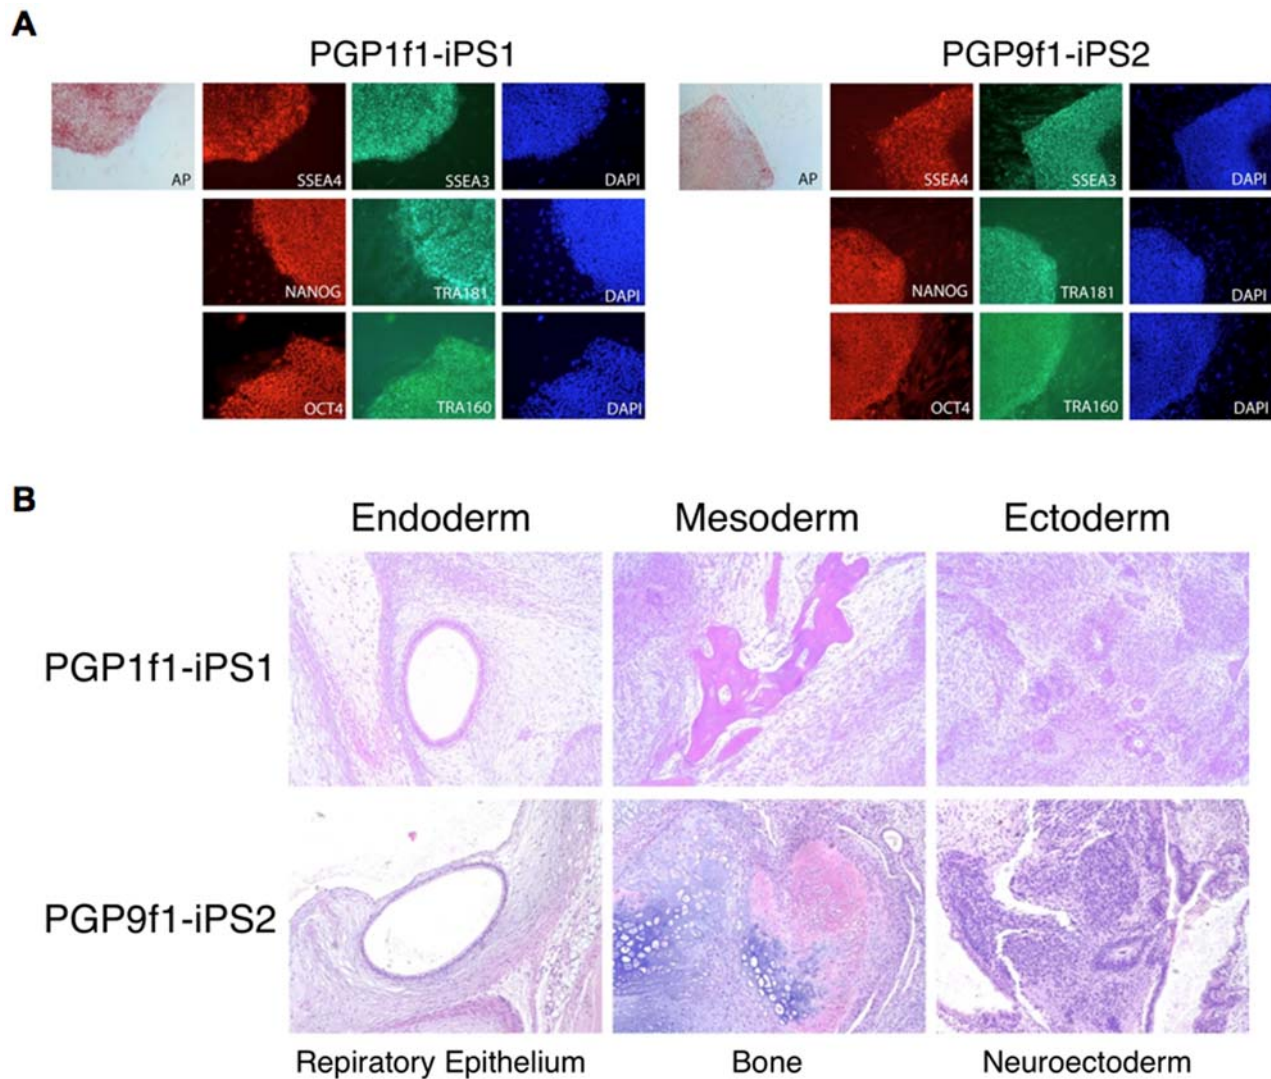 A
PGP1f1-iPS1 PGP9f1-iPS2
AP SSEA4 SSEA3 DAPI AP SSEA4 SSEA3 DAPI
NANOG TRA181 DAPI NANOG TRA181 DAPI
OCT4 TRA160 DAPI OCT4 TRA160 DAPI
B
Endoderm Mesoderm Ectoderm
PGP1f1-iPS1
PGP9f1-iPS2
Repiratory Epithelium Bone Neuroectoderm